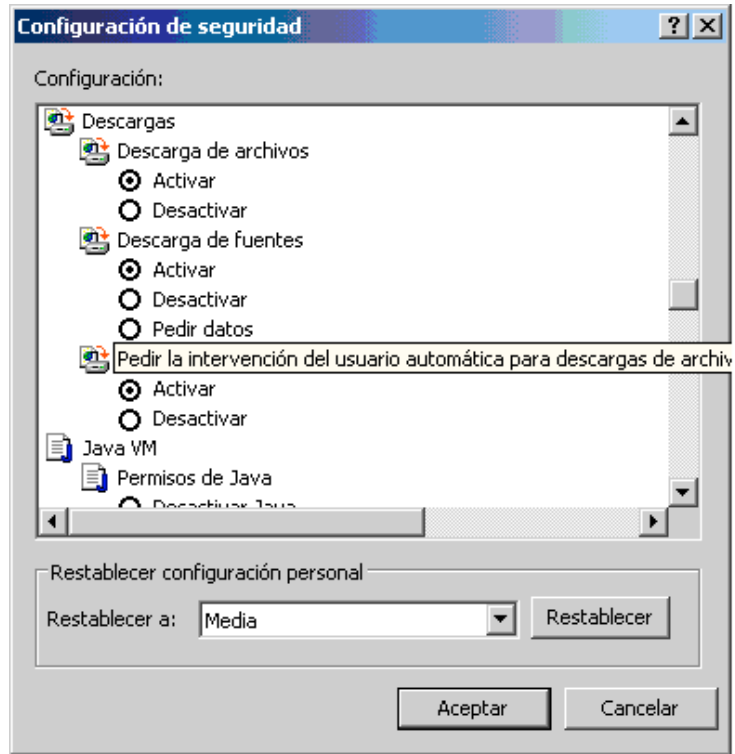 Configuración de seguridad
Configuración:
Descargas
Descarga de archivos
Activar
Desactivar
Descarga de fuentes
Activar
Desactivar
Pedir datos
Pedir la intervención del usuario automática para descargas de archiv
Activar
Desactivar
Java VM
Permisos de Java
Desactivar Java
Restablecer configuración personal
Restablecer a: Media Restablecer
Aceptar Cancelar